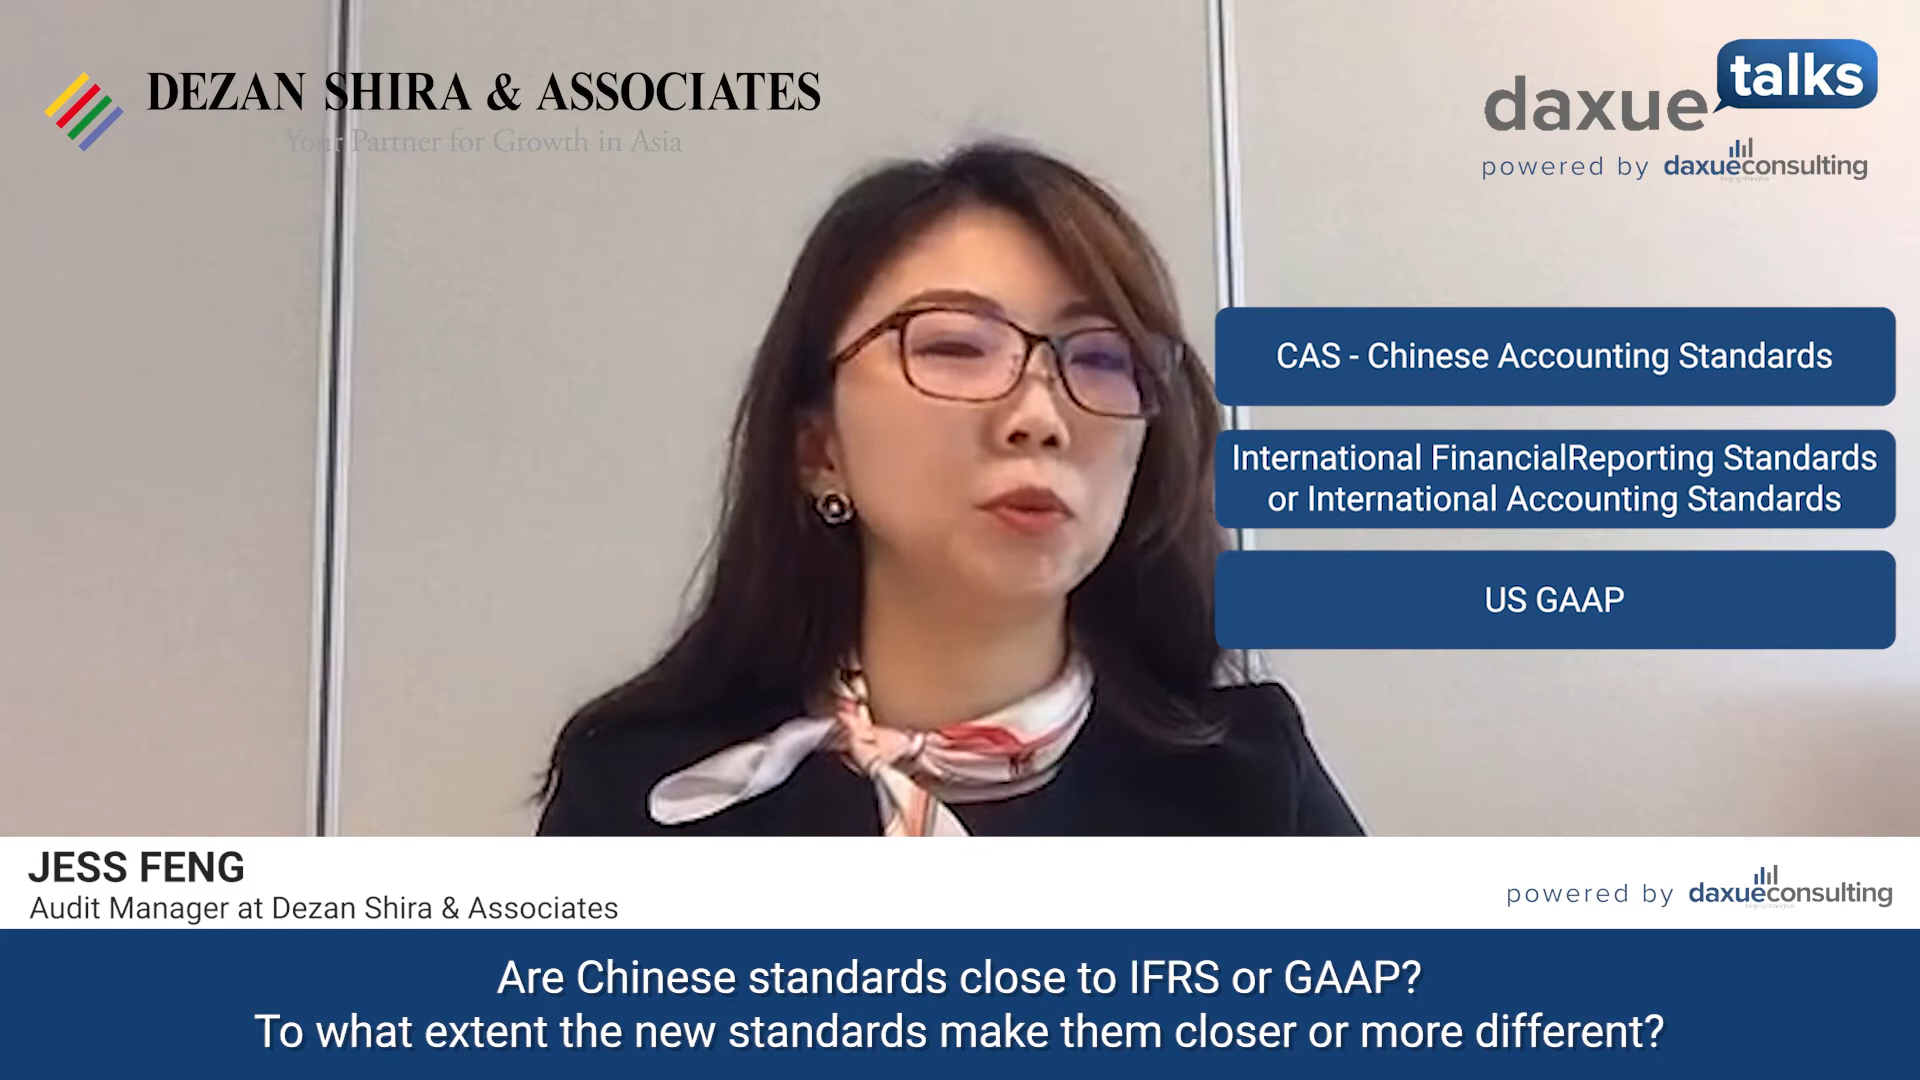 DEZAN SHIRA & ASSOCIATES
Your Partner for Growth in Asia
daxue talks
powered by daxueconsulting
CAS - Chinese Accounting Standards
International FinancialReporting Standards
or International Accounting Standards
US GAAP
JESS FENG
Audit Manager at Dezan Shira & Associates
powered by daxueconsulting
Are Chinese standards close to IFRS or GAAP?
To what extent the new standards make them closer or more different?